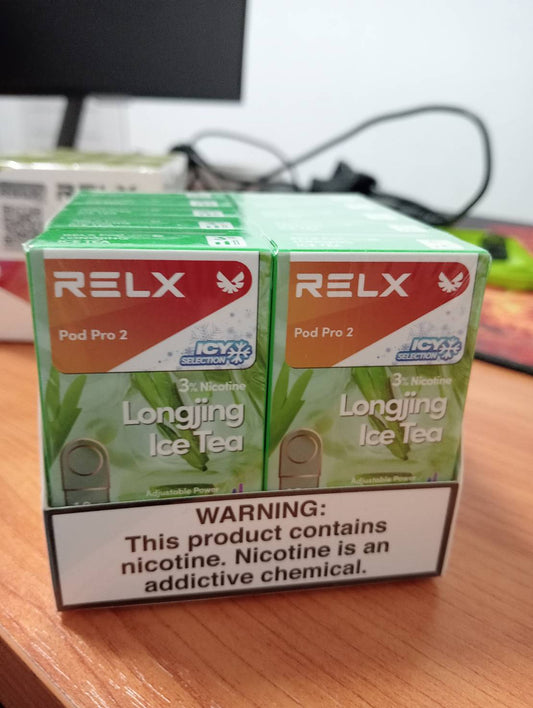 RELX
RELX
Pod Pro 2
ICY
SELECTION
3% Nicotine
Longjing
Ice Tea
Adjustable Power
RELX
Pod Pro 2
ICY
SELECTION
3% Nicotine
Longjing
Ice Tea
Adjustable Power
WARNING:
This product contains
nicotine. Nicotine is an
addictive chemical.